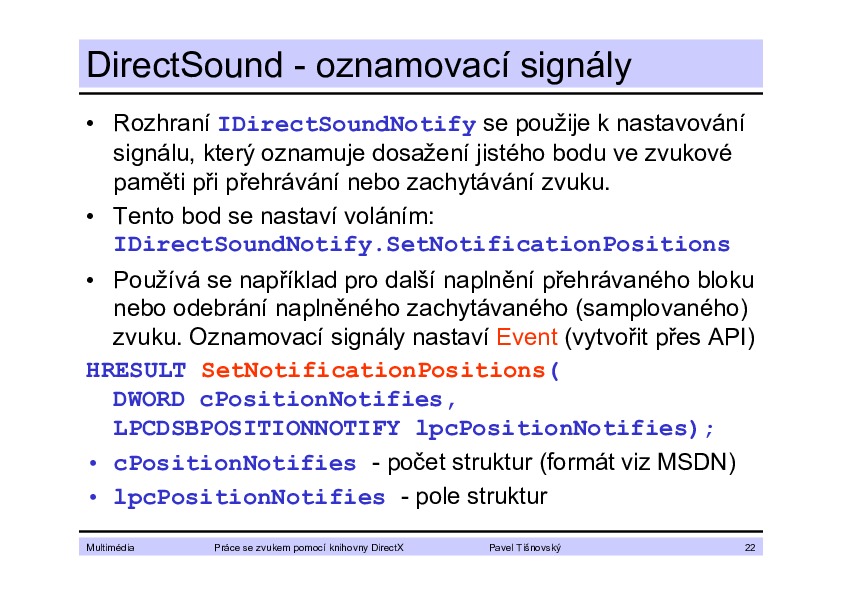 DirectSound - oznamovací signály
• Rozhraní IDirectSoundNotify se použije k nastavování
signálu, který oznamuje dosažení jistého bodu ve zvukové
paměti při přehrávání nebo zachytávání zvuku.
• Tento bod se nastaví voláním:
IDirectSoundNotify.SetNotificationPositions
• Používá se například pro další naplnění přehrávaného bloku
nebo odebrání naplněného zachytávaného (samplovaného)
zvuku. Oznamovací signály nastaví Event (vytvořit přes API)
HRESULT SetNotificationPositions(
DWORD cPositionNotifies,
LPCDSBPOSITIONNOTIFY lpcPositionNotifies);
• cPositionNotifies - počet struktur (formát viz MSDN)
• lpcPositionNotifies - pole struktur
Multimédia Práce se zvukem pomocí knihovny DirectX Pavel Tišnovský 22